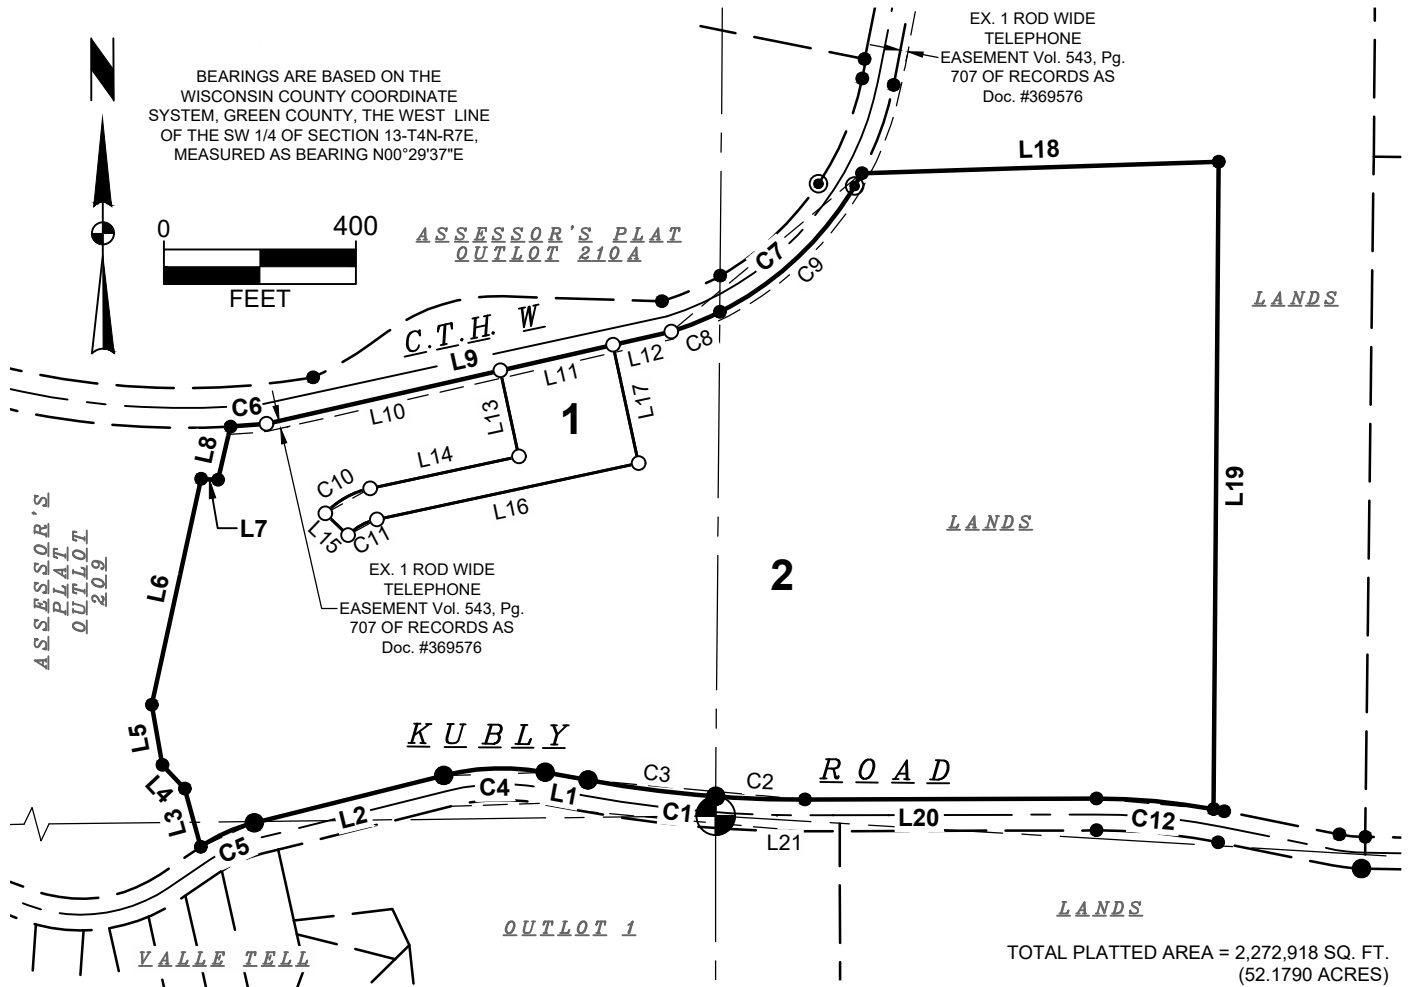 EX. 1 ROD WIDE
TELEPHONE
EASEMENT Vol. 543, Pg.
707 OF RECORDS AS
Doc. #369576
N
BEARINGS ARE BASED ON THE
WISCONSIN COUNTY COORDINATE
SYSTEM, GREEN COUNTY, THE WEST LINE
OF THE SW 1/4 OF SECTION 13-T4N-R7E,
MEASURED AS BEARING N00°29'37"E
0 400
FEET
ASSESSOR'S PLAT
OUTLOT 210A
L18
C7
C9
LANDS
C.T.H. W
C8
L9
L12
L11
L10
C6
L13
L17
1
L8
L14
C10
L7
L16
L15
C11
L19
LANDS
ASSESSOR'S
PLAT
OUTLOT
209
L6
EX. 1 ROD WIDE
TELEPHONE
EASEMENT Vol. 543, Pg.
707 OF RECORDS AS
Doc. #369576
2
L5
KUBLY
ROAD
L4
L3
C4
L1
C3
C2
L2
C5
C1
L20
C12
L21
LANDS
OUTLOT 1
VALLE TELL
TOTAL PLATTED AREA = 2,272,918 SQ. FT.
(52.1790 ACRES)